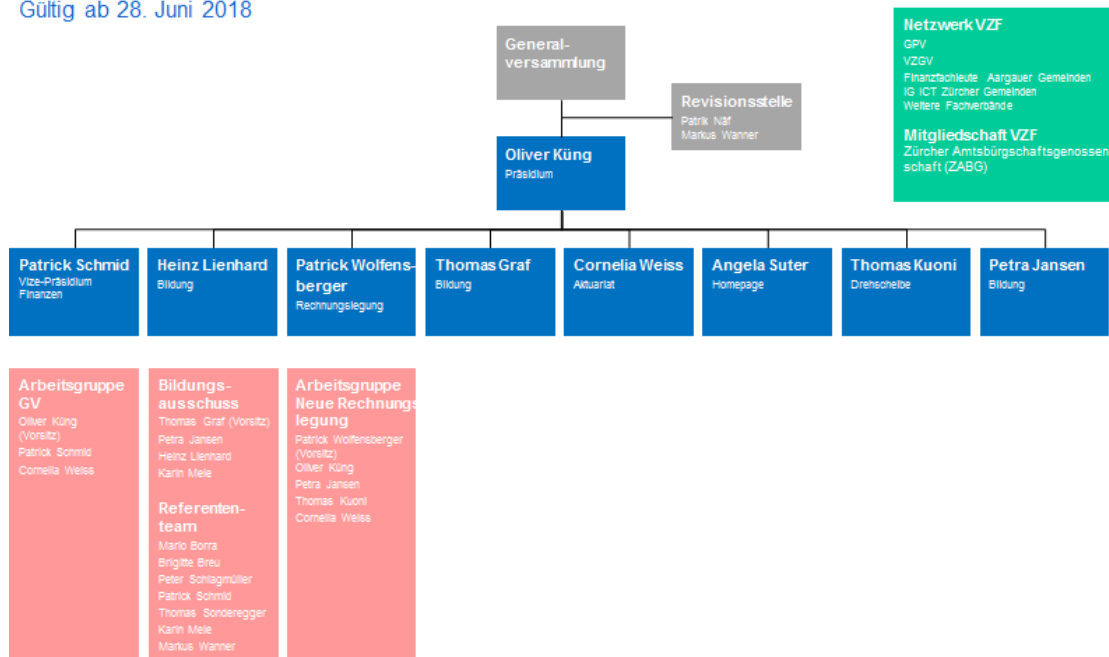 Gültig ab 28. Juni 2018
General-
versammlung
Revisionsstelle
Patrik Näf
Markus Wanner
Netzwerk VZF
GPV
VZGV
Finanzfachleute Aargauer Gemeinden
IG ICT Zürcher Gemeinden
Weitere Fachverbände
Mitgliedschaft VZF
Zürcher Amtsbürgschaftsgenossen
schaft (ZABG)
Oliver Küng
Präsidium
Patrick Schmid
Vize-Präsidium
Finanzen
Heinz Lienhard
Bildung
Patrick Wolfens-
berger
Rechnungslegung
Thomas Graf
Bildung
Cornelia Weiss
Aktuariat
Angela Suter
Homepage
Thomas Kuoni
Drehscheibe
Petra Jansen
Bildung
Arbeitsgruppe
GV
Oliver Küng
(Vorsitz)
Patrick Schmid
Cornelia Weiss
Bildungs-
ausschuss
Thomas Graf (Vorsitz)
Petra Jansen
Heinz Lienhard
Karin Meie
Referenten-
team
Mario Borra
Brigitte Breu
Peter Schlagmüller
Patrick Schmid
Thomas Sonderegger
Karin Meie
Markus Wanner
Arbeitsgruppe
Neue Rechnungs
legung
Patrick Wolfensberger
(Vorsitz)
Oliver Küng
Petra Jansen
Thomas Kuoni
Cornelia Weiss